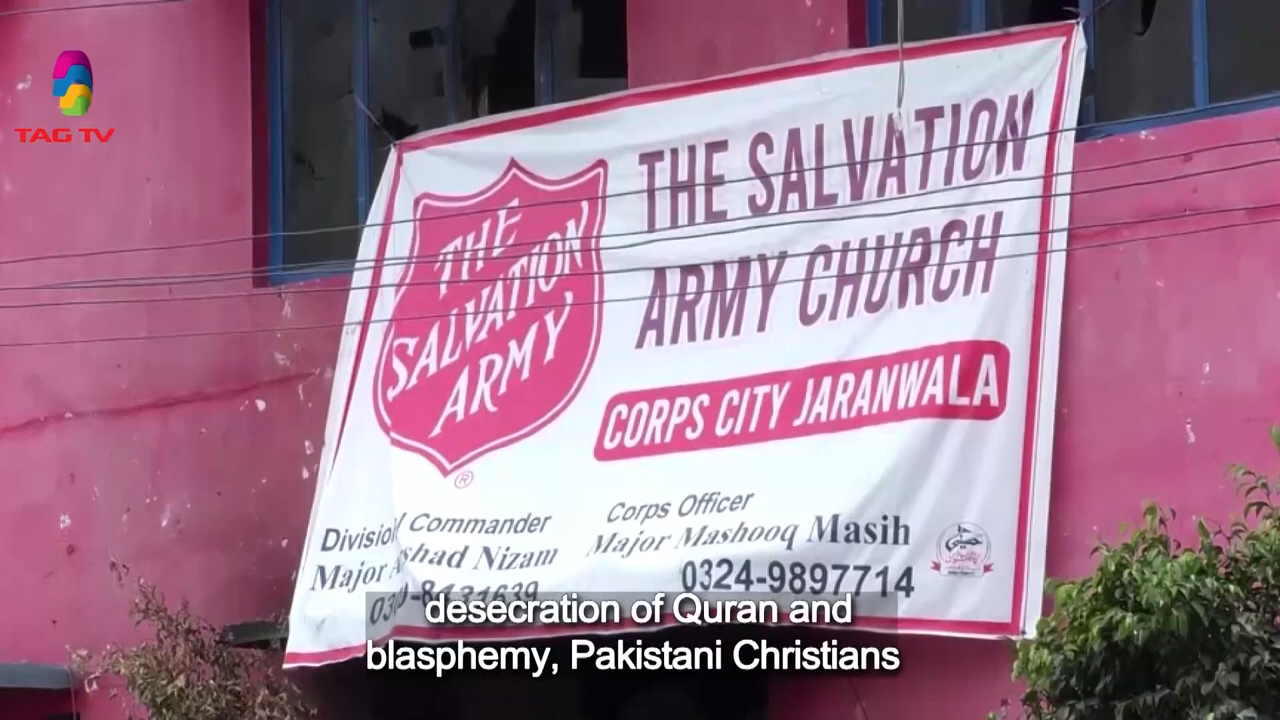 TAG TV
THE
SALVATION
ARMY
®
THE SALVATION
ARMY CHURCH
CORPS CITY JARANWALA
Commander
Nizam
Major
Corps Officer
Major Mashooq Masih
0324-9897714
desecration of Quran and
blasphemy, Pakistani Christians